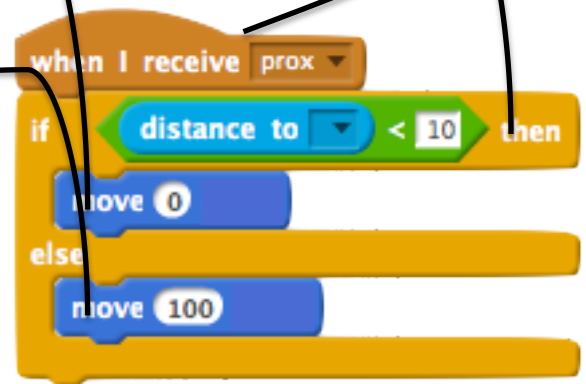 when I receive prox
if distance to < 10 then
move 0
else
move 100